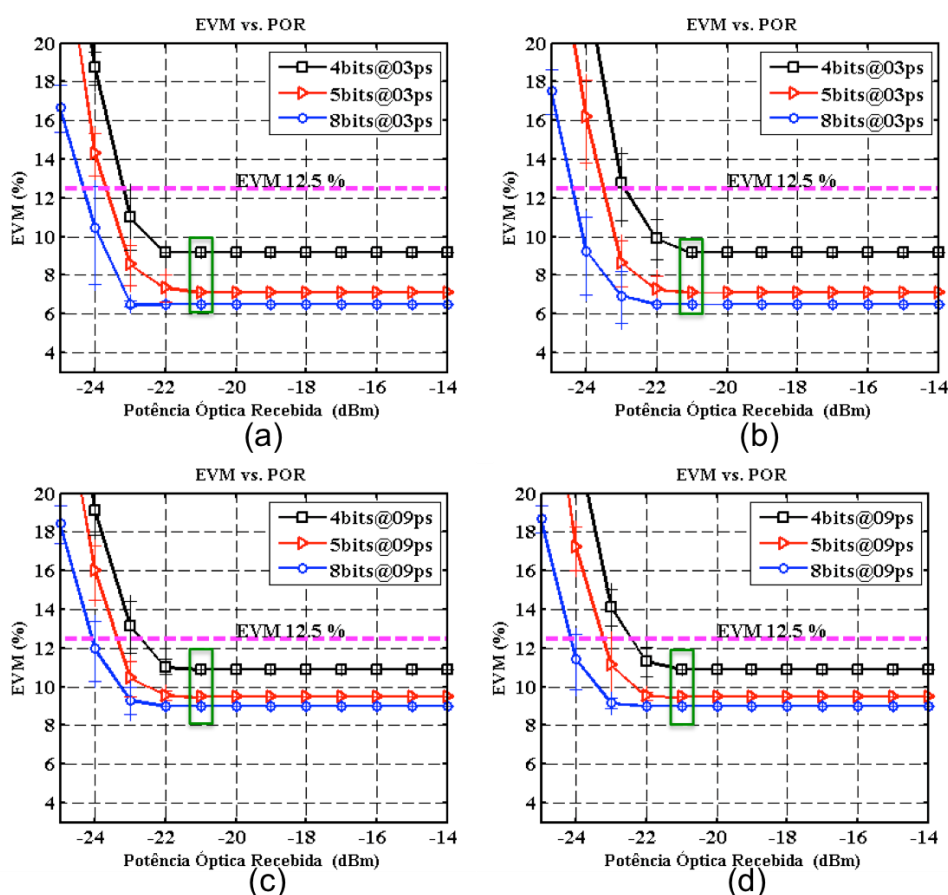 EVM vs. POR
20
18
16
14
12
10
8
6
4
EVM (%)
4bits@03ps
5bits@03ps
8bits@03ps
EVM 12.5 %
-24 -22 -20 -18 -16 -14
Potência Óptica Recebida (dBm)
(a)
EVM vs. POR
20
18
16
14
12
10
8
6
4
EVM (%)
4bits@03ps
5bits@03ps
8bits@03ps
EVM 12.5 %
-24 -22 -20 -18 -16 -14
Potência Óptica Recebida (dBm)
(b)
EVM vs. POR
20
18
16
14
12
10
8
6
4
EVM (%)
4bits@09ps
5bits@09ps
8bits@09ps
EVM 12.5 %
-24 -22 -20 -18 -16 -14
Potência Óptica Recebida (dBm)
(c)
EVM vs. POR
20
18
16
14
12
10
8
6
4
EVM (%)
4bits@09ps
5bits@09ps
8bits@09ps
EVM 12.5 %
-24 -22 -20 -18 -16 -14
Potência Óptica Recebida (dBm)
(d)